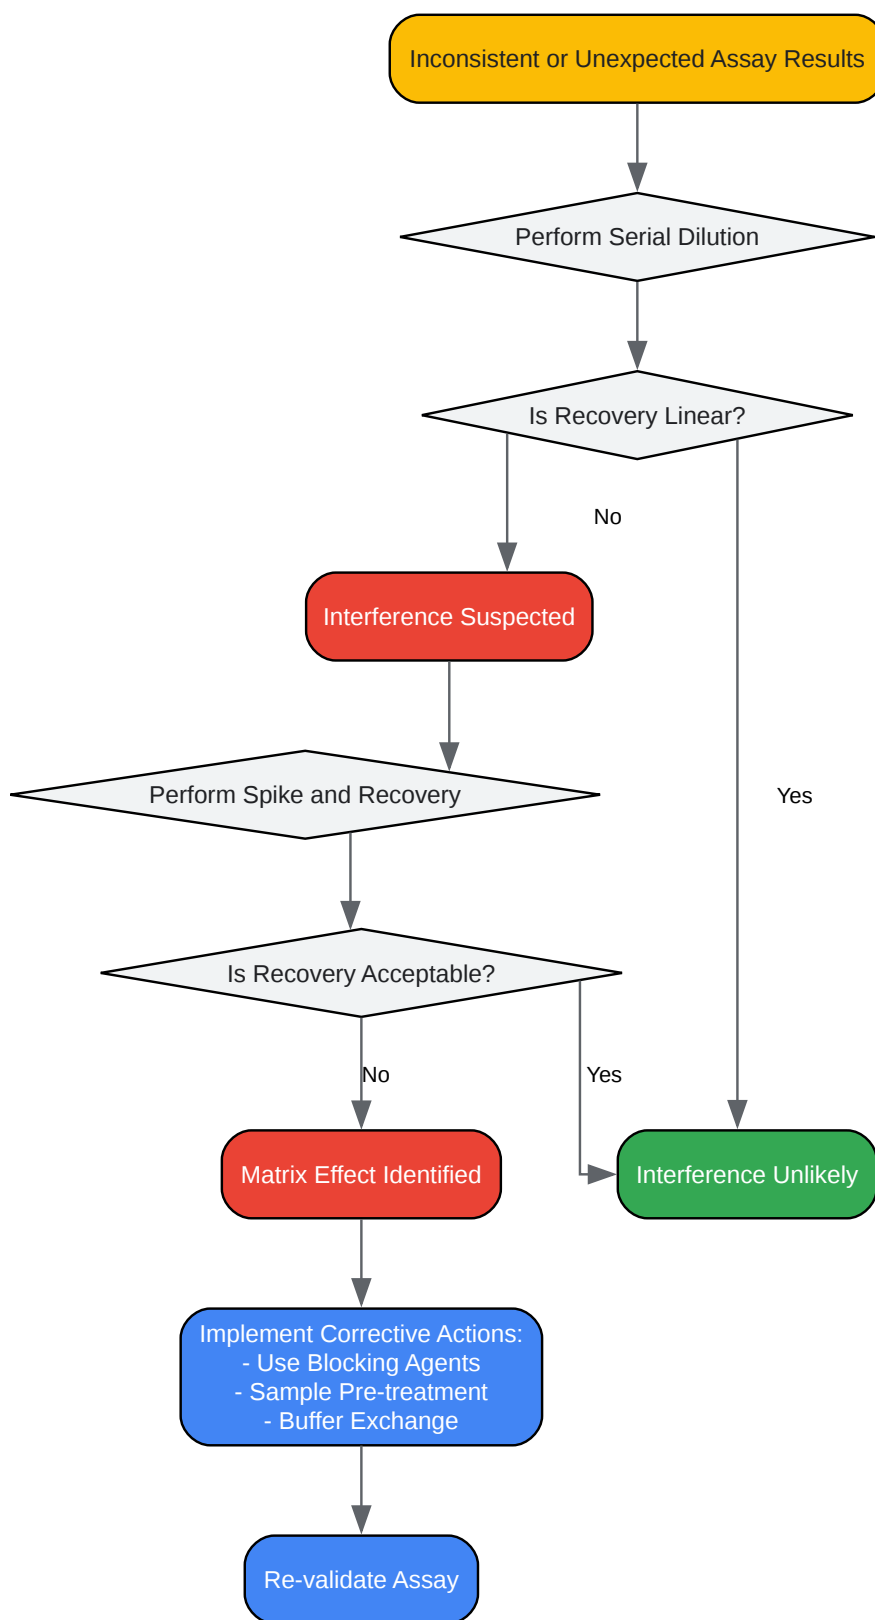 Inconsistent or Unexpected Assay Results
Perform Serial Dilution
Is Recovery Linear?
No
Interference Suspected
Perform Spike and Recovery
Yes
Is Recovery Acceptable?
No
Yes
Matrix Effect Identified
Interference Unlikely
Implement Corrective Actions:
- Use Blocking Agents
- Sample Pre-treatment
- Buffer Exchange
Re-validate Assay